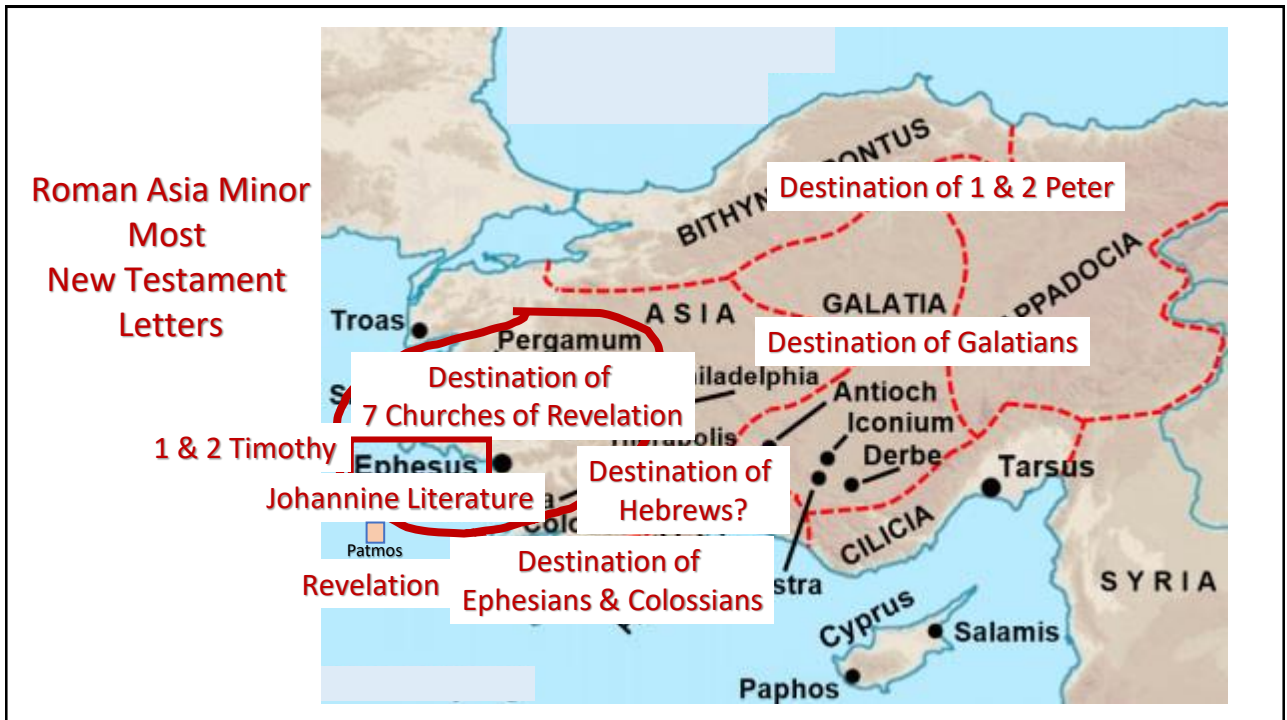 Roman Asia Minor
Most
New Testament
Letters
BITHYN
PONTUS
Destination of 1 & 2 Peter
PPADOCIA
ASIA
GALATIA
Troas
Pergamum
Destination of Galatians
Destination of
7 Churches of Revelation
iladelphia
Antioch
Iconium
Derbe
Tarsus
1 & 2 Timothy
Ephesus
Johannine Literature
Destination of
Hebrews?
Patmos
Revelation
Destination of
Ephesians & Colossians
CILICIA
stra
SYRIA
Cyprus
Salamis
Paphos